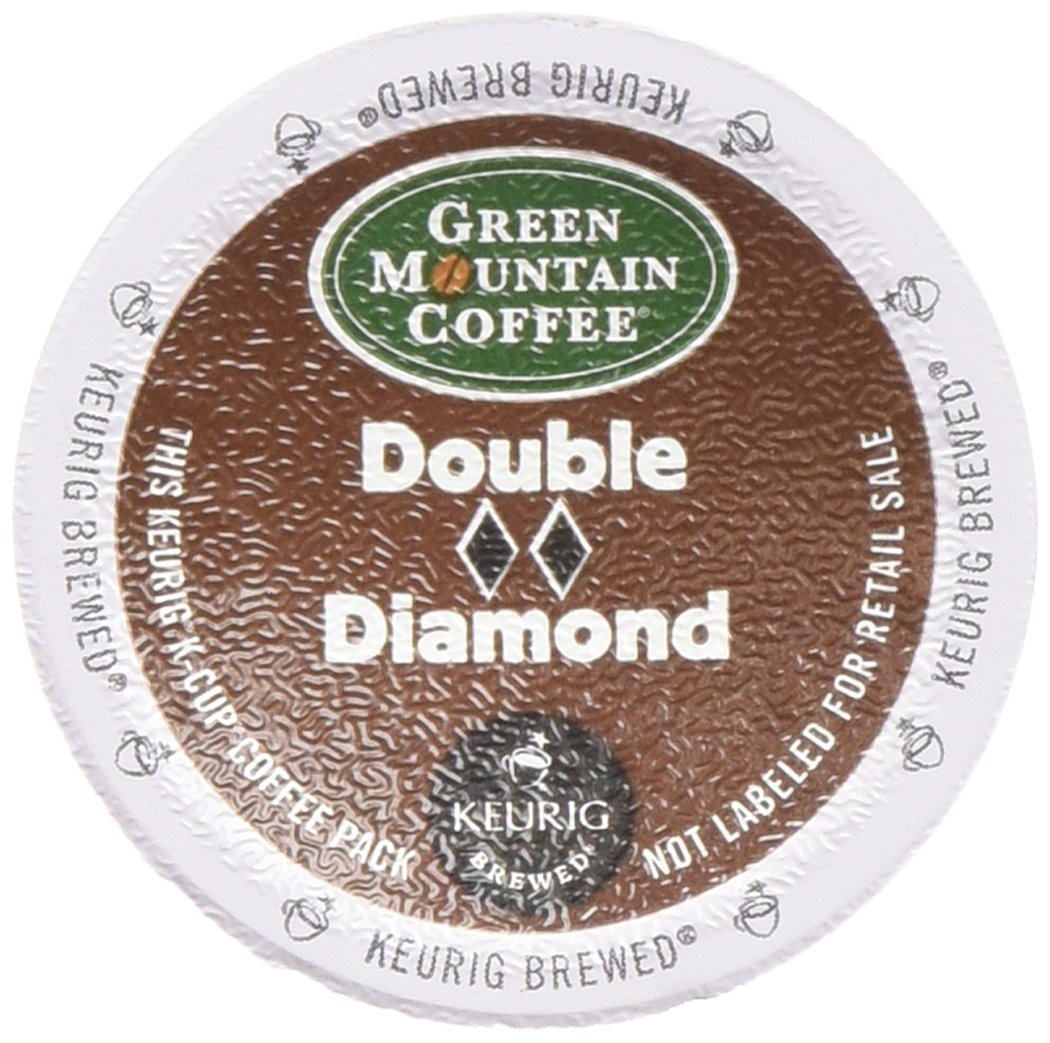 KEURIG BREWED®
GREEN
MOUNTAIN
COFFEE®
Double
Diamond
KEURIG
BREWED®
THIS KEURIG K-CUP COFFEE PACK
NOT LABELED FOR RETAIL SALE
KEURIG BREWED®
KEURIG BREWED®
KEURIG BREWED®